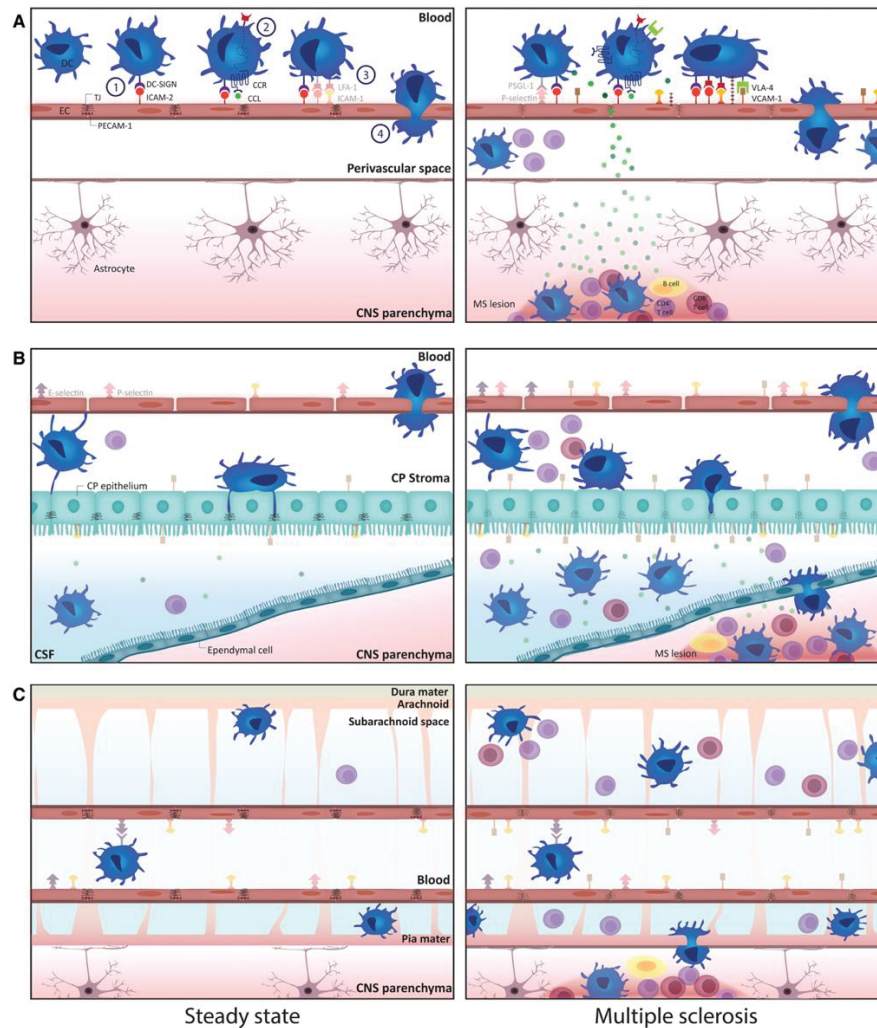 A
Blood
DC
1
2
3
4
DC-SIGN
ICAM-2
CCR
CCL
LFA-1
ICAM-1
TJ
EC
PECAM-1
Perivascular space
Astrocyte
CNS parenchyma
PSGL-1
P-selectin
VLA-4
VCAM-1
B cell
CD4+
T cell
CD8+
T cell
MS lesion
B
Blood
E-selectin
P-selectin
CP Stroma
CP epithelium
CSF
Ependymal cell
CNS parenchyma
MS lesion
C
Dura mater
Arachnoid
Subarachnoid space
Blood
Pia mater
CNS parenchyma
Steady state
Multiple sclerosis